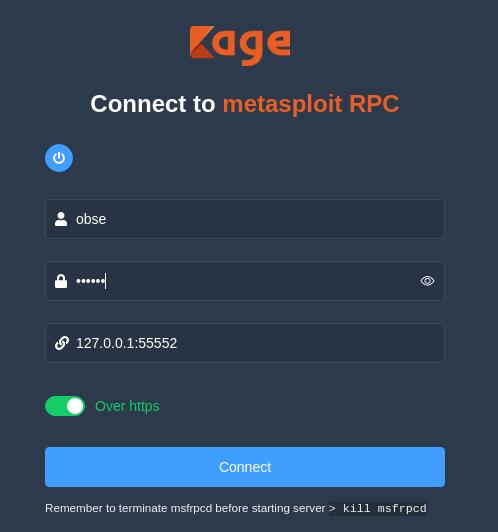 Kage
Connect to metasploit RPC
obse
••••••
127.0.0.1:55552
Over https
Connect
Remember to terminate msfrpcd before starting server > kill msfrpcd